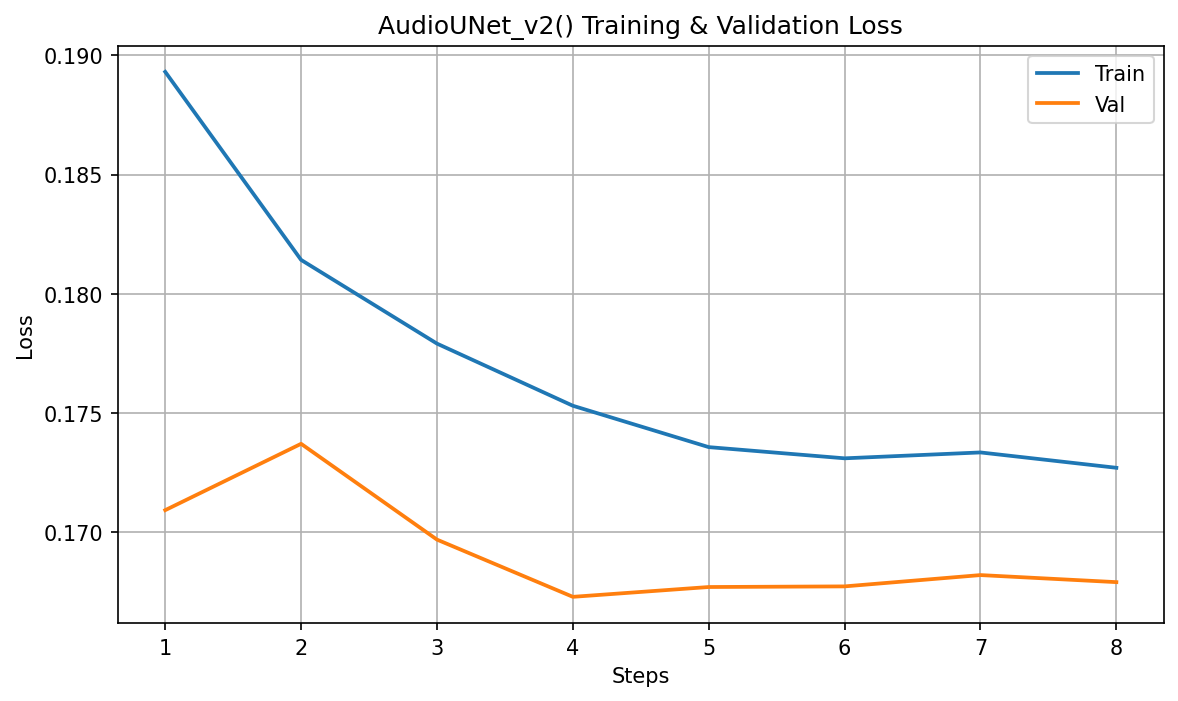 AudioUNet_v2() Training & Validation Loss
Train
Val
Loss
0.190
0.185
0.180
0.175
0.170
1 2 3 4 5 6 7 8
Steps